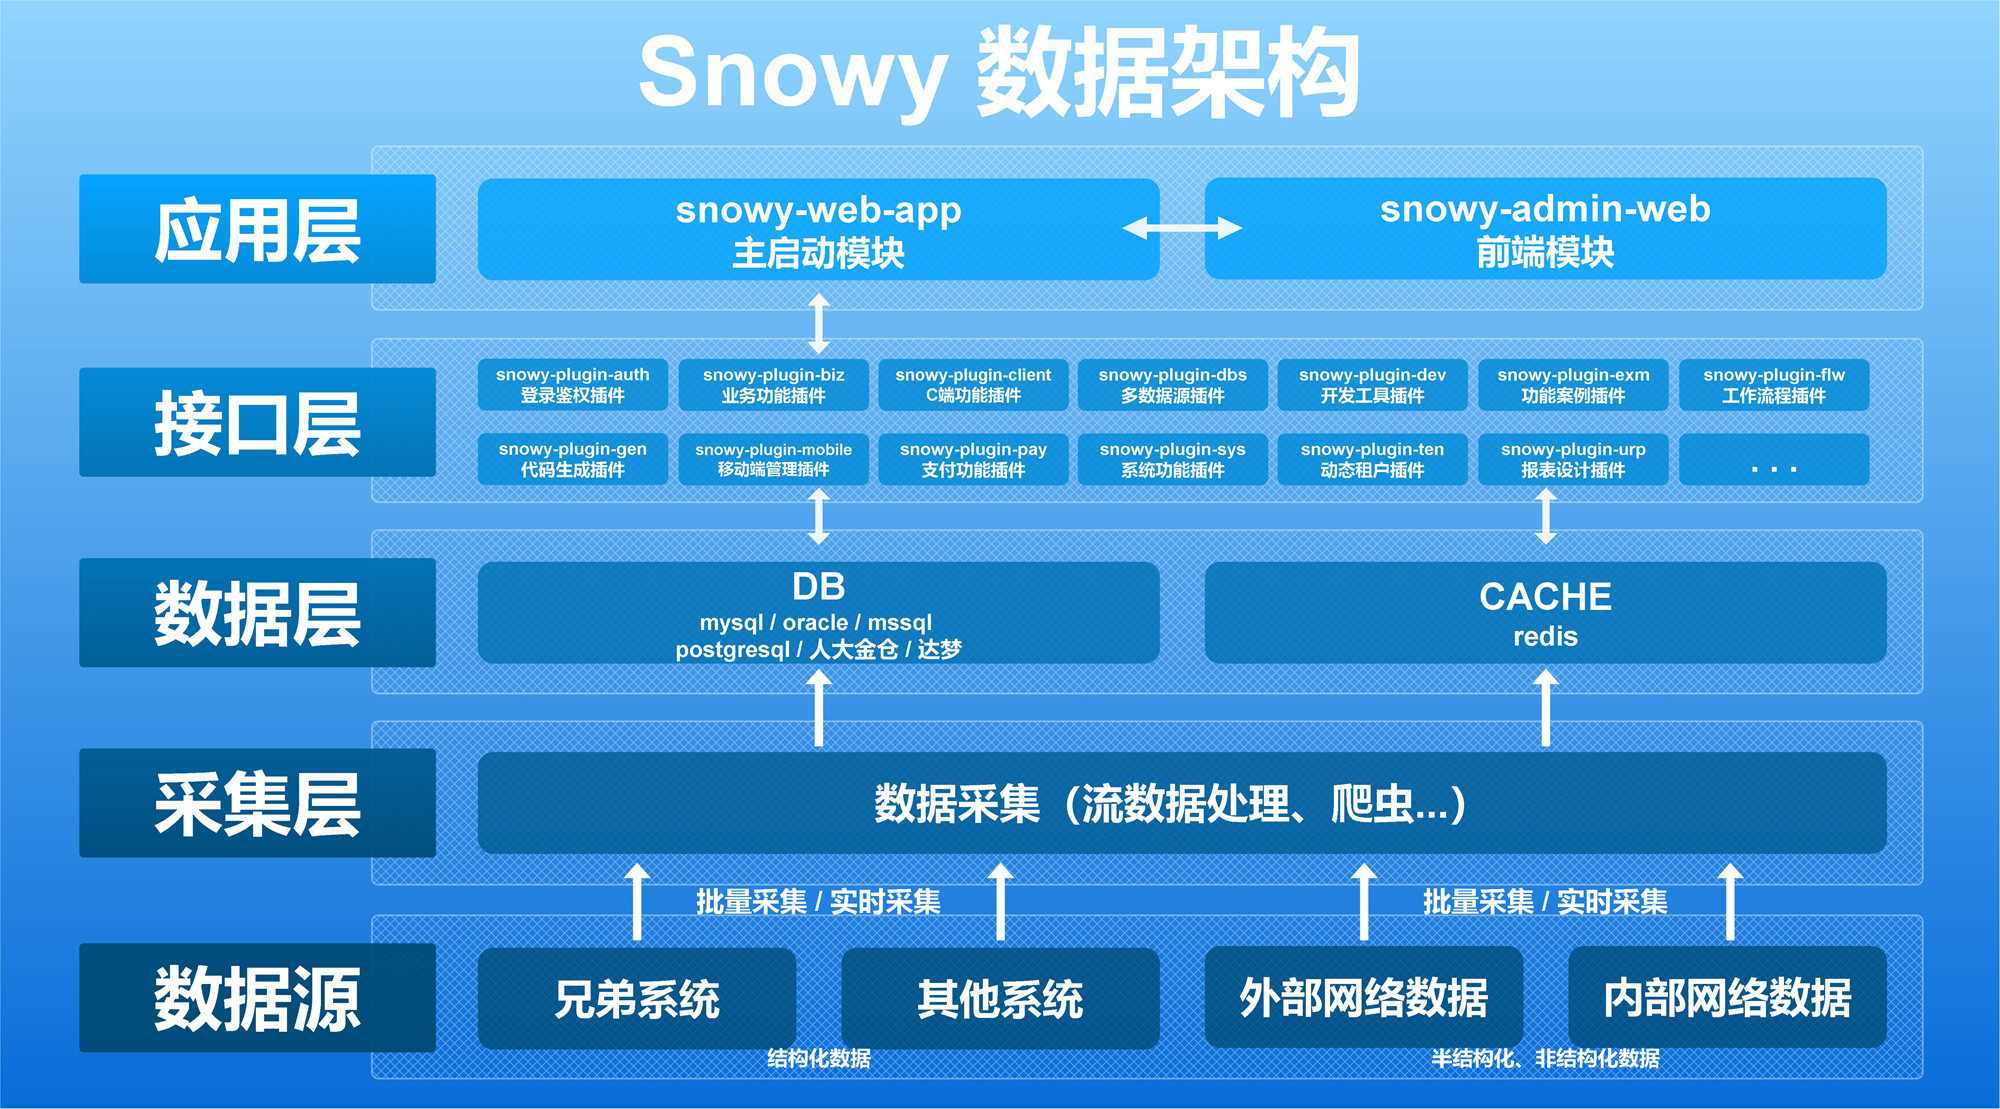 Snowy 数据架构
应用层
snowy-web-app
主启动模块
snowy-admin-web
前端模块
接口层
snowy-plugin-auth
登录鉴权插件
snowy-plugin-biz
业务功能插件
snowy-plugin-client
C端功能插件
snowy-plugin-dbs
多数据源插件
snowy-plugin-dev
开发工具插件
snowy-plugin-exm
功能案例插件
snowy-plugin-flw
工作流程插件
snowy-plugin-gen
代码生成插件
snowy-plugin-mobile
移动端管理插件
snowy-plugin-pay
支付功能插件
snowy-plugin-sys
系统功能插件
snowy-plugin-ten
动态租户插件
snowy-plugin-urp
报表设计插件
...
数据层
DB
mysql / oracle / mssql
postgresql / 人大金仓 / 达梦
CACHE
redis
采集层
数据采集（流数据处理、爬虫...）
批量采集 / 实时采集
批量采集 / 实时采集
数据源
兄弟系统
其他系统
外部网络数据
内部网络数据
结构化数据
半结构化、非结构化数据